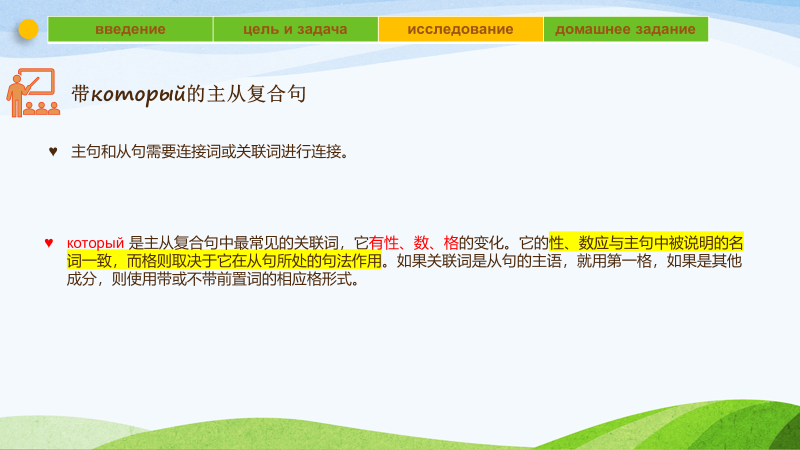 введение цель и задача исследование домашнее задание
带который的主从复合句
♥ 主句和从句需要连接词或关联词进行连接。
♥ который 是主从复合句中最常见的关联词，它有性、数、格的变化。它的性、数应与主句中被说明的名
词一致，而格则取决于它在从句所处的句法作用。如果关联词是从句的主语，就用第一格，如果是其他
成分，则使用带或不带前置词的相应格形式。